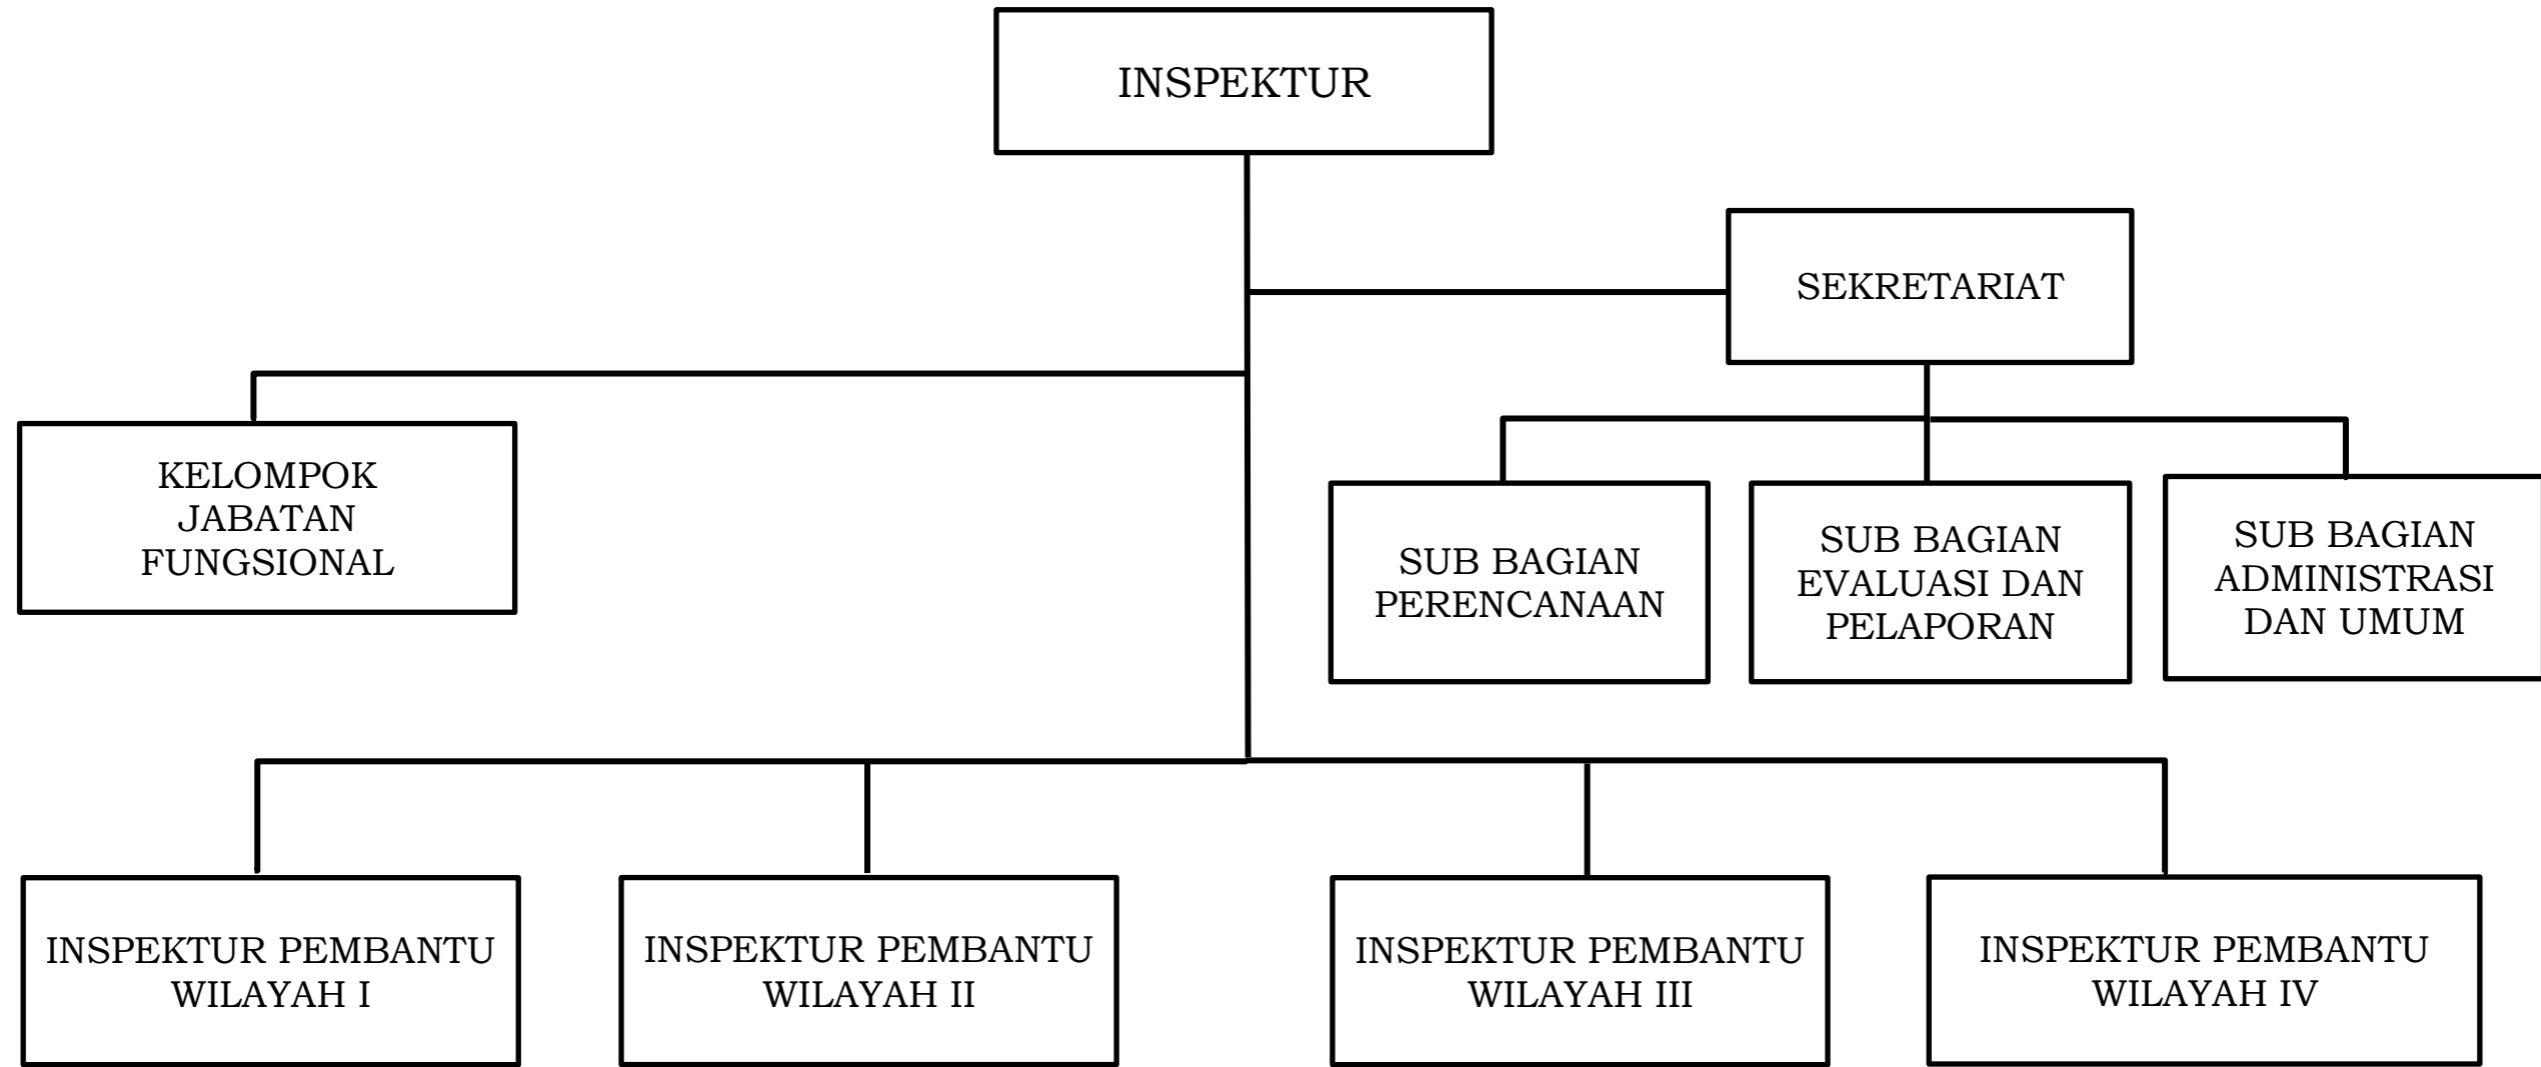 INSPEKTUR
SEKRETARIAT
KELOMPOK
JABATAN
FUNGSIONAL
SUB BAGIAN
PERENCANAAN
SUB BAGIAN
EVALUASI DAN
PELAPORAN
SUB BAGIAN
ADMINISTRASI
DAN UMUM
INSPEKTUR PEMBANTU
WILAYAH I
INSPEKTUR PEMBANTU
WILAYAH II
INSPEKTUR PEMBANTU
WILAYAH III
INSPEKTUR PEMBANTU
WILAYAH IV